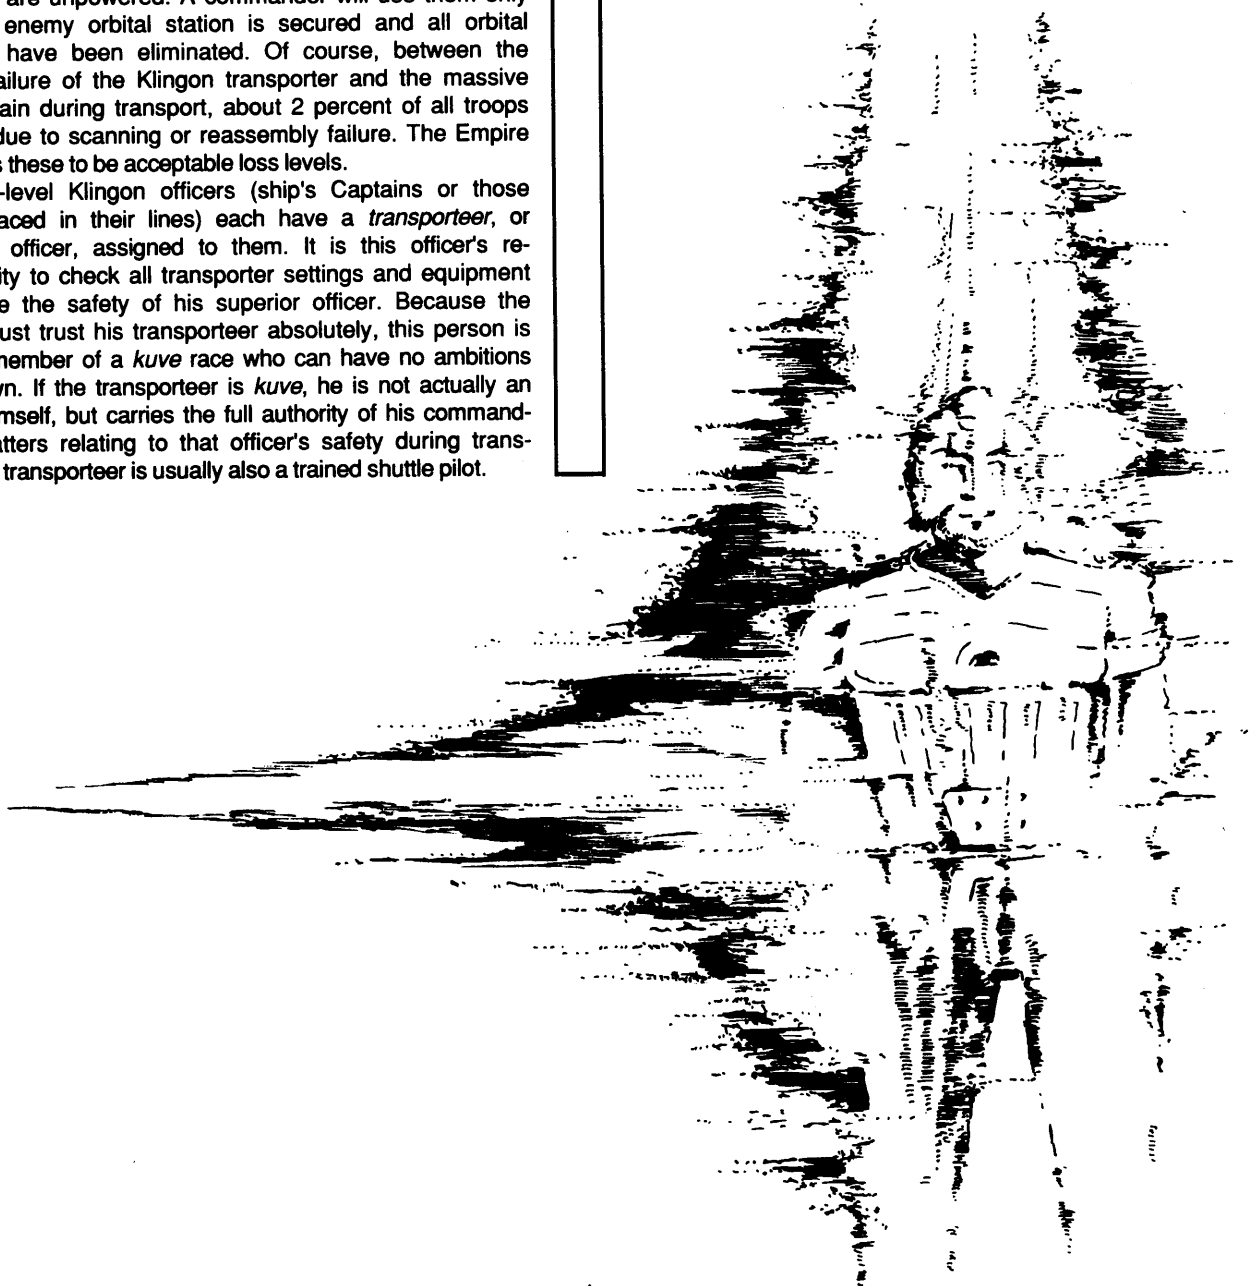 are unpowered. A commander will use them only
enemy orbital station is secured and all orbital
have been eliminated. Of course, between the
ailure of the Klingon transporter and the massive
ain during transport, about 2 percent of all troops
due to scanning or reassembly failure. The Empire
s these to be acceptable loss levels.
-level Klingon officers (ship's Captains or those
aced in their lines) each have a transporteer, or
officer, assigned to them. It is this officer's re-
ity to check all transporter settings and equipment
e the safety of his superior officer. Because the
ust trust his transporteer absolutely, this person is
nember of a kuve race who can have no ambitions
vn. If the transporteer is kuve, he is not actually an
mself, but carries the full authority of his command-
atters relating to that officer's safety during trans-
transporteer is usually also a trained shuttle pilot.